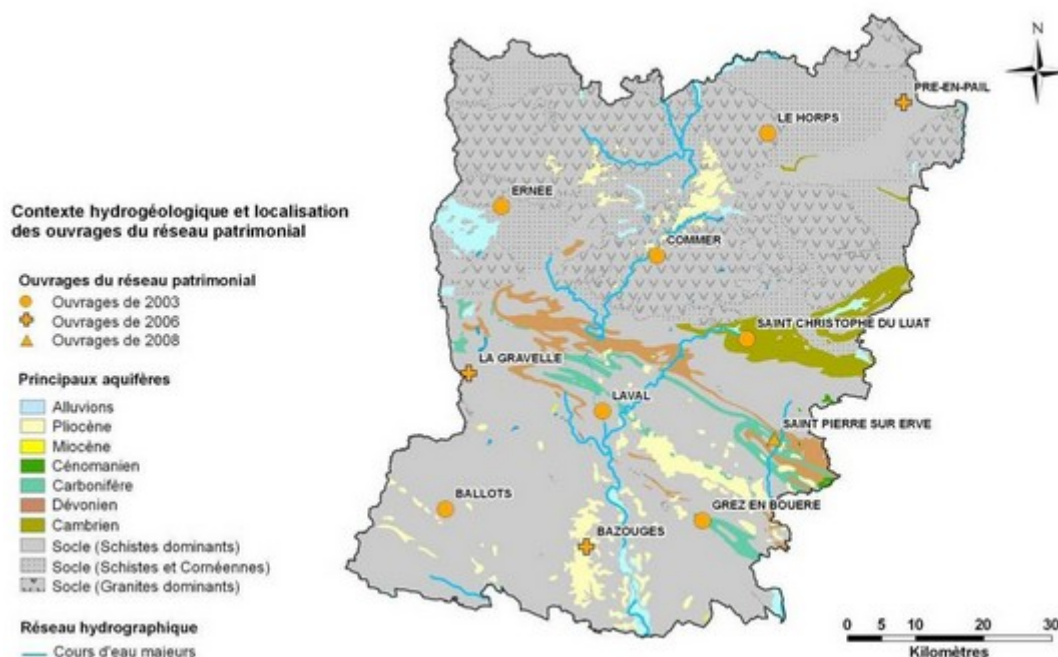 N
PRE-EN-PAIL
LE HORPS
ERNEE
Contexte hydrogéologique et localisation
des ouvrages du réseau patrimonial
COMMER
Ouvrages du réseau patrimonial
Ouvrages de 2003
Ouvrages de 2006
Ouvrages de 2008
SAINT CHRISTOPHE DU LUAT
LA GRAVELLE
Principaux aquifères
Alluvions
Pliocène
Miocène
Cénomanien
Carbonifère
Dévonien
Cambrien
Socle (Schistes dominants)
Socle (Schistes et Cornéennes)
Socle (Granites dominants)
LAVAL
SAINT PIERRE SUR ERVE
BALLOTS
GREZ EN BOUERE
BAZOUGES
Réseau hydrographique
Cours d'eau majeurs
0 5 10 20 30
Kilomètres